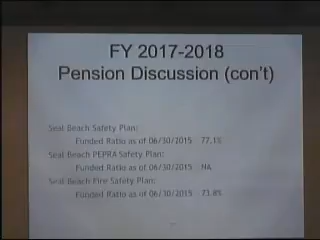 FY 2017-2018
Pension Discussion (con't)
Seal Beach Safety Plan:
Funded Ratio as of 06/30/2015 77.1%
Seal Beach PEPRA Safety Plan:
Funded Ratio as of 06/30/2015 NA
Seal Beach Fire Safety Plan:
Funded Ratio as of 06/30/2015 73.8%